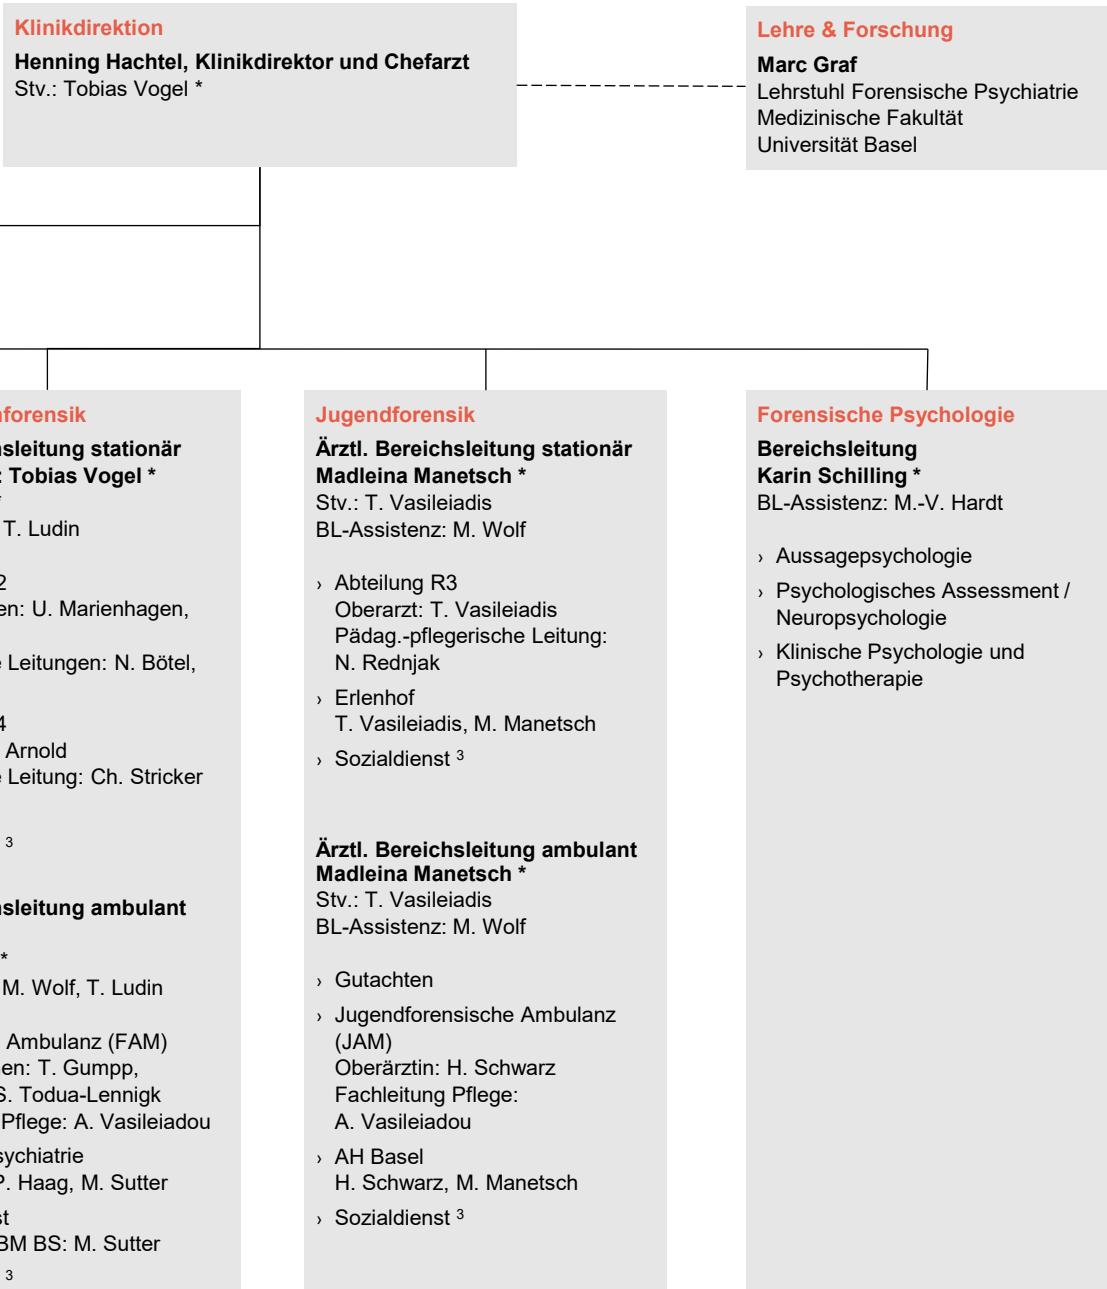 Klinikdirektion
Henning Hachtel, Klinikdirektor und Chefarzt
Stv.: Tobias Vogel *
Lehre & Forschung
Marc Graf
Lehrstuhl Forensische Psychiatrie
Medizinische Fakultät
Universität Basel
nforensik
hsleitung stationär
: Tobias Vogel *
*
T. Ludin
2
en: U. Marienhagen,
e Leitungen: N. Bötel,
4
Arnold
e Leitung: Ch. Stricker
3
hsleitung ambulant
*
M. Wolf, T. Ludin
Ambulanz (FAM)
nen: T. Gumpp,
S. Todua-Lennigk
Pflege: A. Vasileiadou
sychiatrie
P. Haag, M. Sutter
st
BM BS: M. Sutter
3
Jugendforensik
Ärztl. Bereichsleitung stationär
Madleina Manetsch *
Stv.: T. Vasileiadis
BL-Assistenz: M. Wolf
› Abteilung R3
Oberarzt: T. Vasileiadis
Pädag.-pflegerische Leitung:
N. Rednjak
› Erlenhof
T. Vasileiadis, M. Manetsch
› Sozialdienst 3
Ärztl. Bereichsleitung ambulant
Madleina Manetsch *
Stv.: T. Vasileiadis
BL-Assistenz: M. Wolf
› Gutachten
› Jugendforensische Ambulanz
(JAM)
Oberärztin: H. Schwarz
Fachleitung Pflege:
A. Vasileiadou
› AH Basel
H. Schwarz, M. Manetsch
› Sozialdienst 3
Forensische Psychologie
Bereichsleitung
Karin Schilling *
BL-Assistenz: M.-V. Hardt
› Aussagepsychologie
› Psychologisches Assessment /
Neuropsychologie
› Klinische Psychologie und
Psychotherapie